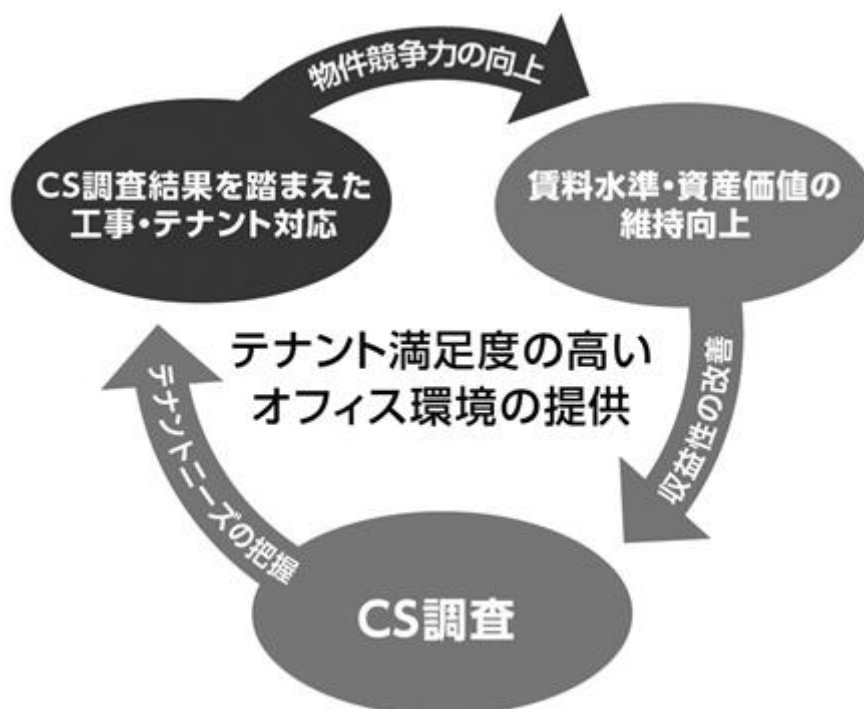 物件競争力の向上
CS調査結果を踏まえた
工事・テナント対応
賃料水準・資産価値の
維持向上
テナント満足度の高い
オフィス環境の提供
収益性の改善
テナントニーズの把握
CS調査